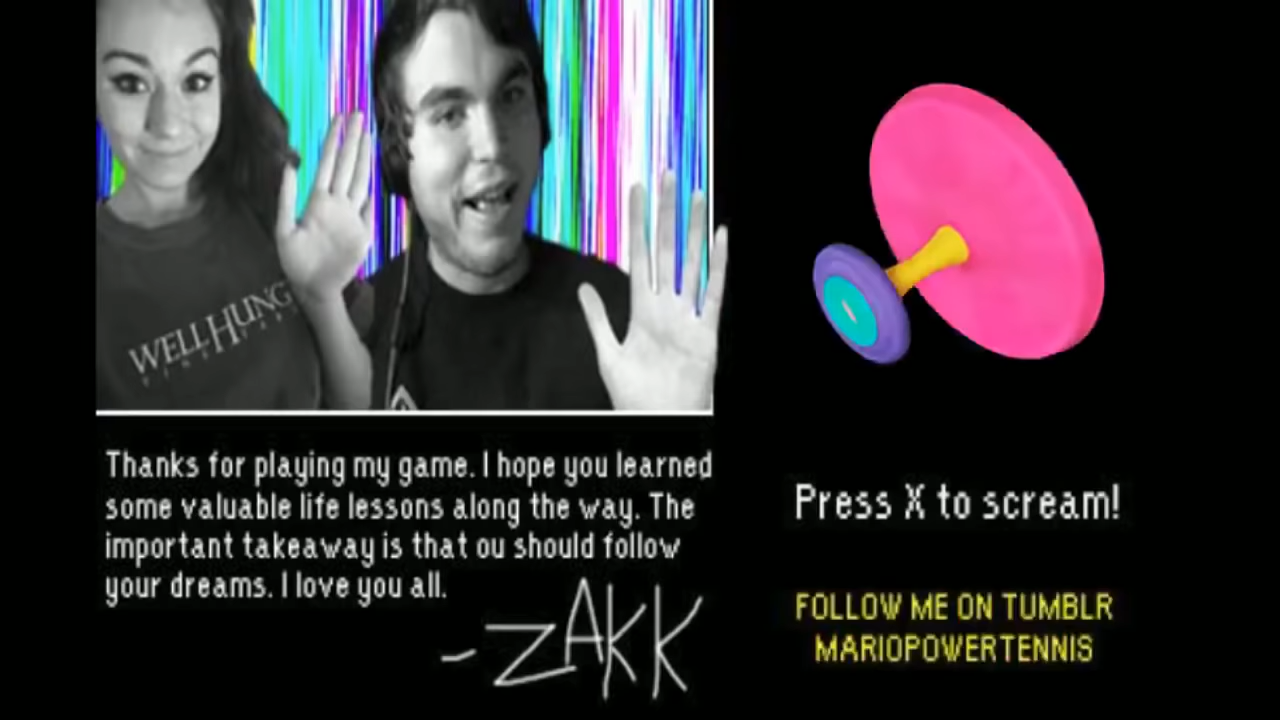 WELL HUNG
Thanks for playing my game. I hope you learned
some valuable life lessons along the way. The
important takeaway is that ou should follow
your dreams. I love you all.
-ZAKK
Press X to scream!
FOLLOW ME ON TUMBLR
MARIOPOWERTENNIS